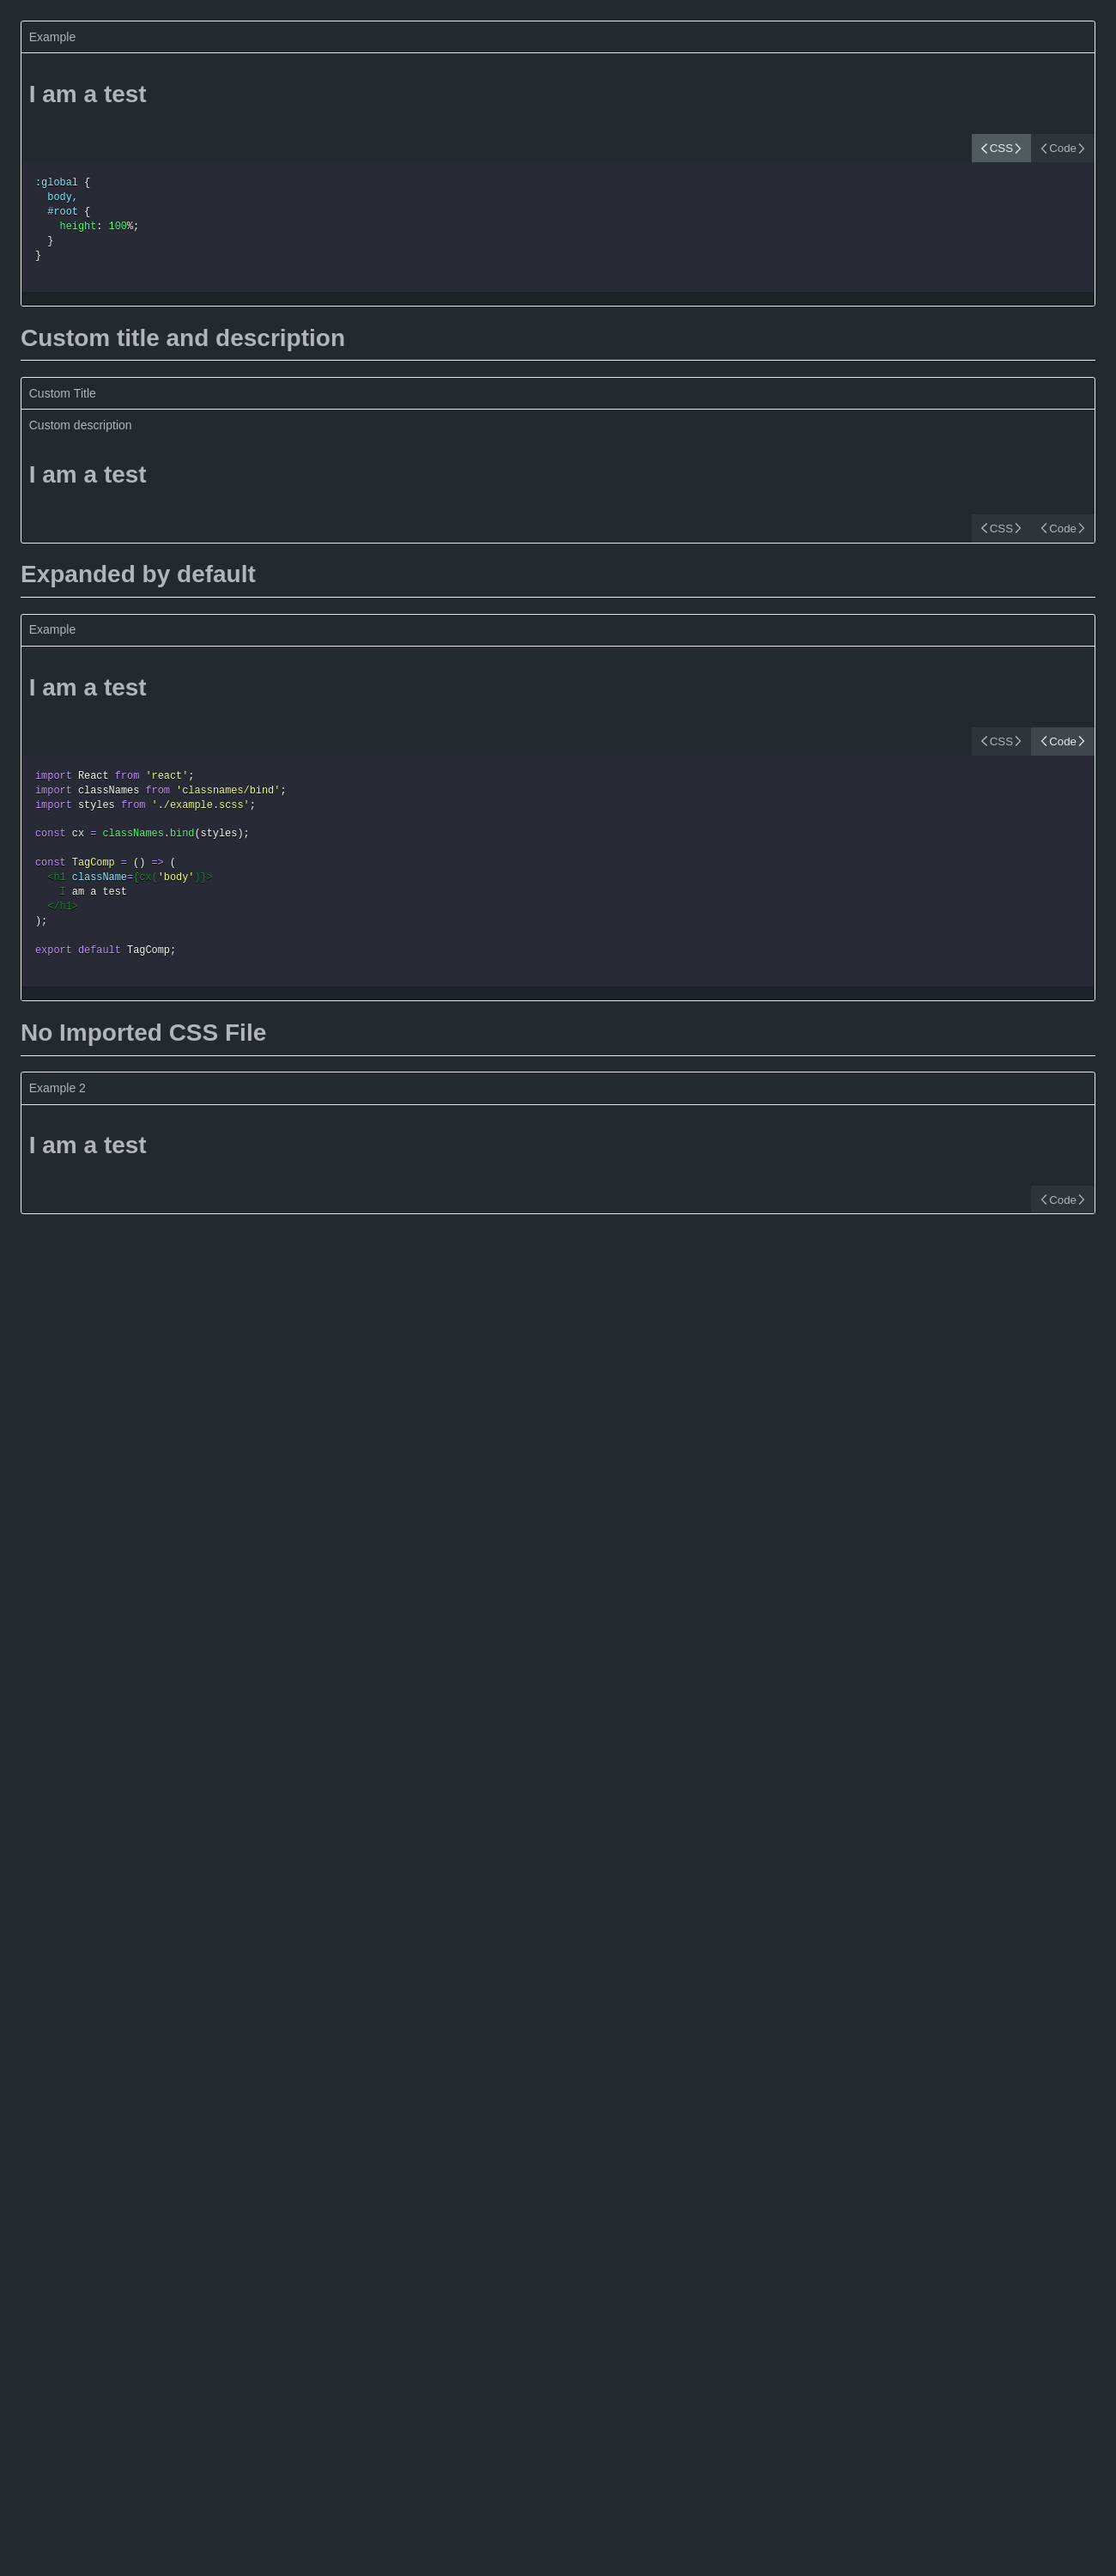 Example
I am a test
CSS Code
:global {
  body,
  #root {
    height: 100%;
  }
}
Custom title and description
Custom Title
Custom description
I am a test
CSS Code
Expanded by default
Example
I am a test
CSS Code
import React from 'react';
import classNames from 'classnames/bind';
import styles from './example.scss';
const cx = classNames.bind(styles);
const TagComp = () => (
  <h1 className={cx('body')}>
    I am a test
  </h1>
);
export default TagComp;
No Imported CSS File
Example 2
I am a test
Code